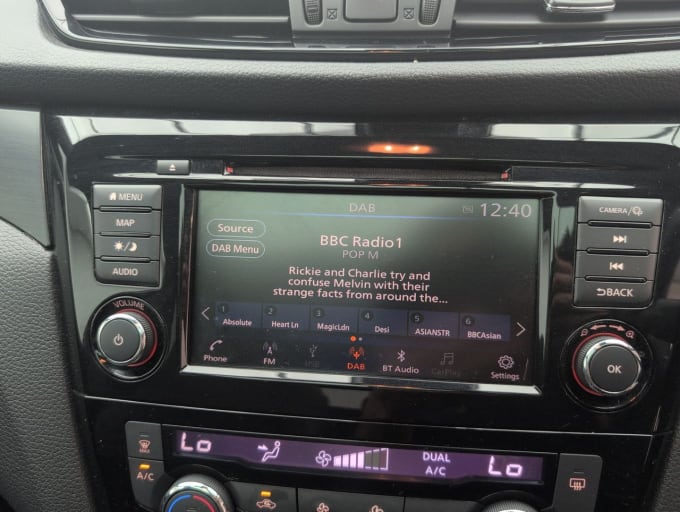 DAB
12:40
Source
DAB Menu
BBC Radio1
POP M
Rickie and Charlie try and
confuse Melvin with their
strange facts from around the...
1 Absolute
2 Heart Ln
3 MagicLdn
4 Desi
5 ASIANSTR
6 BBCAsian
Phone
FM
USB
DAB
BT Audio
CarPlay
Settings
MENU
MAP
AUDIO
VOLUME
CAMERA/
BACK
OK
Lo
DUAL
A/C
Lo
MAX
A/C